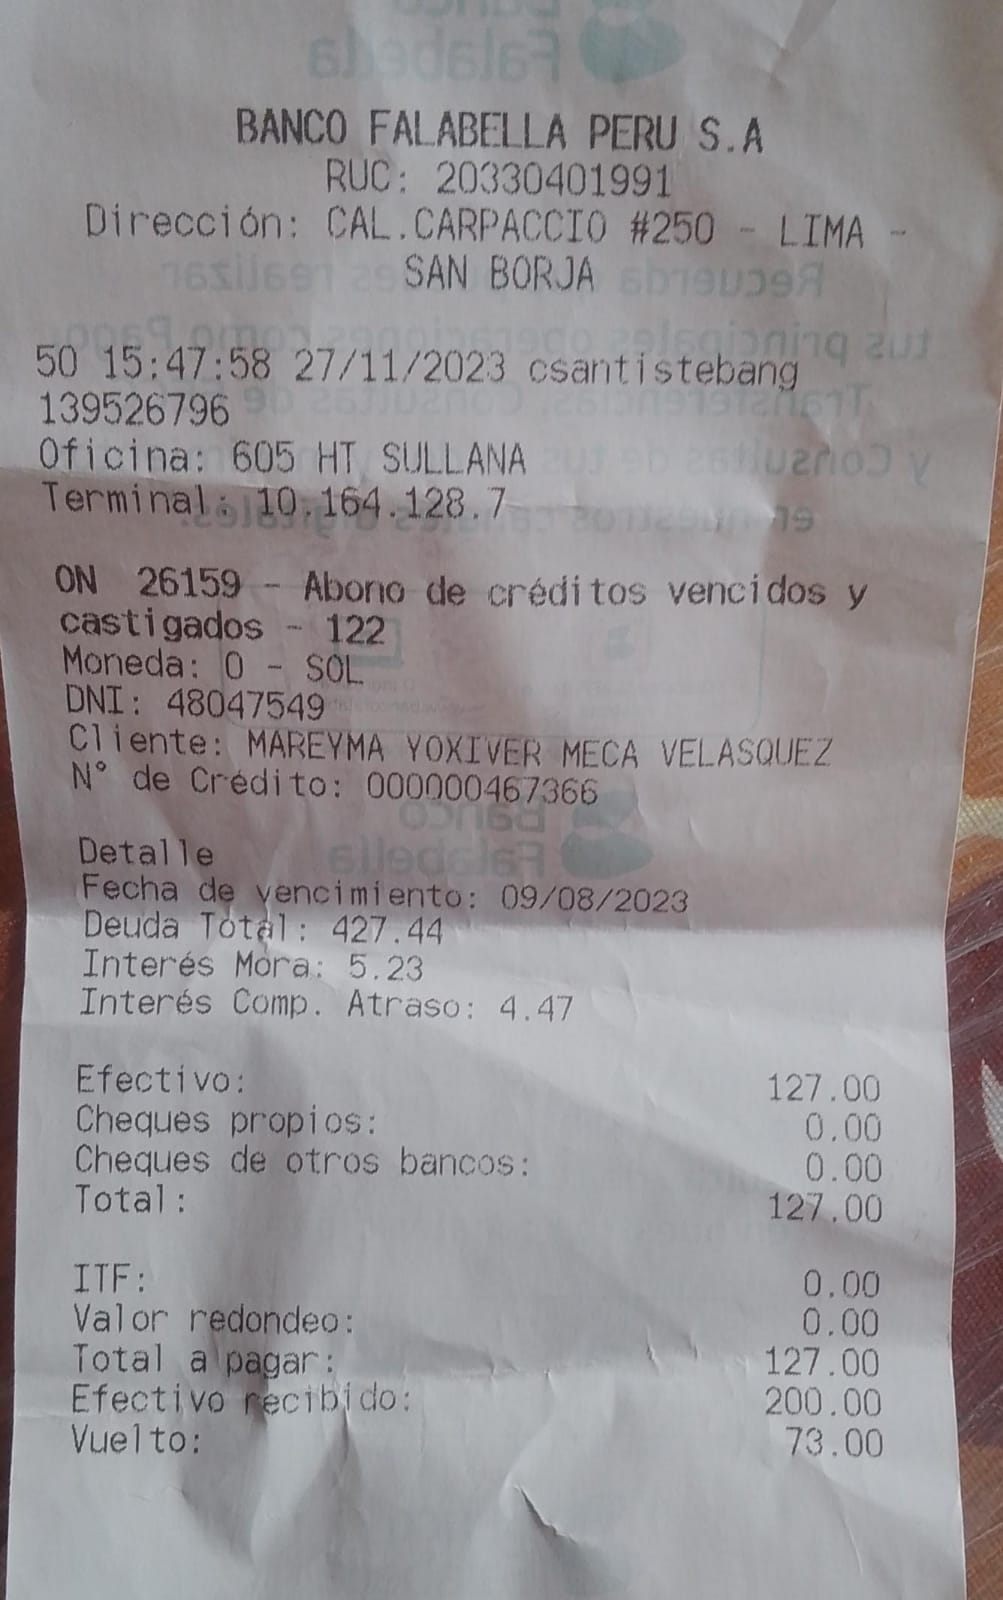 BANCO FALABELLA PERU S.A
RUC: 20330401991
Dirección: CAL.CARPACCIO #250 - LIMA -
SAN BORJA
50 15:47:58 27/11/2023 csantistebang
139526796
Oficina: 605 HT SULLANA
Terminal: 10.164.128.7
ON 26159 - Abono de créditos vencidos y
castigados - 122
Moneda: 0 - SOL
DNI: 48047549
Cliente: MAREYMA YOXIVER MECA VELASQUEZ
N° de Crédito: 000000467366
Detalle
Fecha de vencimiento: 09/08/2023
Deuda Total: 427.44
Interés Mora: 5.23
Interés Comp. Atraso: 4.47
Efectivo: 127.00
Cheques propios: 0.00
Cheques de otros bancos: 0.00
Total: 127.00
ITF: 0.00
Valor redondeo: 0.00
Total a pagar: 127.00
Efectivo recibido: 200.00
Vuelto: 73.00